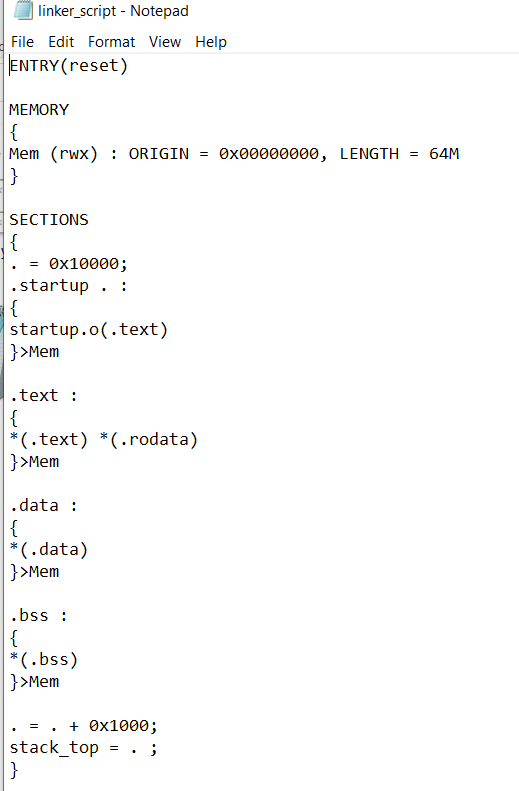 linker_script - Notepad
File Edit Format View Help
ENTRY(reset)
MEMORY
{
Mem (rwx) : ORIGIN = 0x00000000, LENGTH = 64M
}
SECTIONS
{
. = 0x10000;
.startup . :
{
startup.o(.text)
}>Mem
.text :
{
*(.text) *(.rodata)
}>Mem
.data :
{
*(.data)
}>Mem
.bss :
{
*(.bss)
}>Mem
. = . + 0x1000;
stack_top = . ;
}